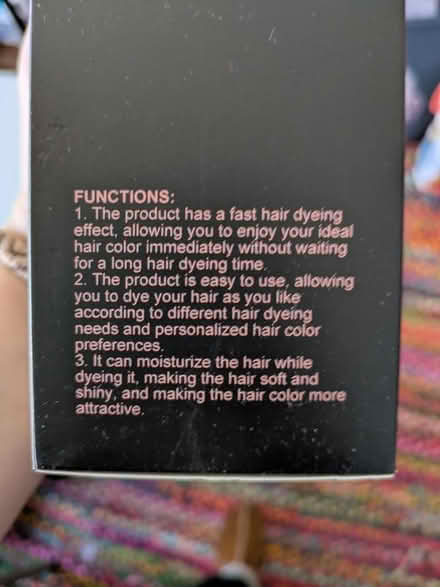 FUNCTIONS:
1. The product has a fast hair dyeing
effect, allowing you to enjoy your ideal
hair color immediately without waiting
for a long hair dyeing time.
2. The product is easy to use, allowing
you to dye your hair as you like
according to different hair dyeing
needs and personalized hair color
preferences.
3. It can moisturize the hair while
dyeing it, making the hair soft and
shiny, and making the hair color more
attractive.